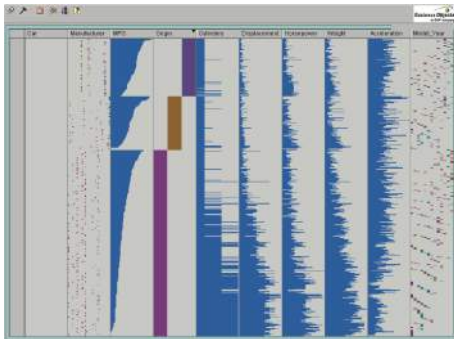 Business Objects
Car Manufacturer MPG Origin Cylinders Displacement Horsepower Weight Acceleration Model_Year